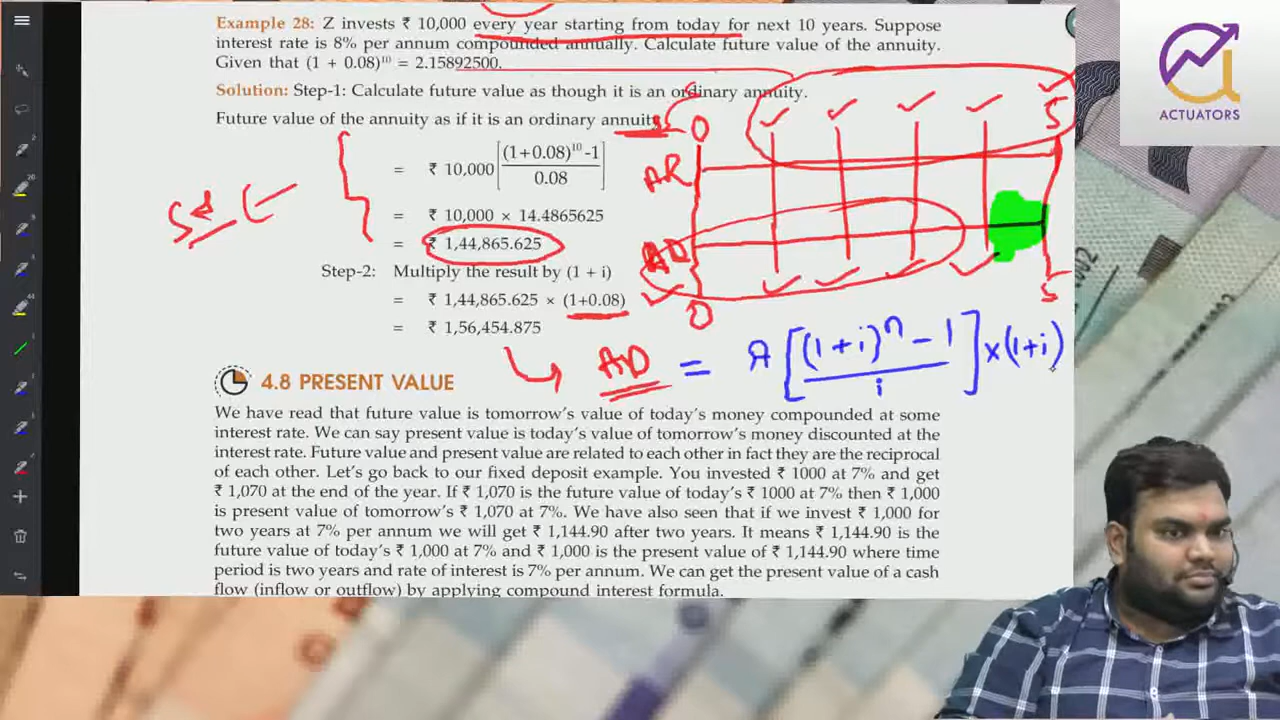 Example 28: Z invests ₹ 10,000 every year starting from today for next 10 years. Suppose
interest rate is 8% per annum compounded annually. Calculate future value of the annuity.
Given that (1 + 0.08)¹⁰ = 2.15892500.
Solution: Step-1: Calculate future value as though it is an ordinary annuity.
Future value of the annuity as if it is an ordinary annuity
= ₹ 10,000 [(1+0.08)¹⁰ -1 / 0.08]
= ₹ 10,000 × 14.4865625
= ₹ 1,44,865.625
Step-2: Multiply the result by (1 + i)
= ₹ 1,44,865.625 × (1+0.08)
= ₹ 1,56,454.875
0 5
AR
AD
0 5
AD = A [(1+i)ⁿ - 1 / i] × (1+i)
4.8 PRESENT VALUE
We have read that future value is tomorrow's value of today's money compounded at some
interest rate. We can say present value is today's value of tomorrow's money discounted at the
interest rate. Future value and present value are related to each other in fact they are the reciprocal
of each other. Let's go back to our fixed deposit example. You invested ₹ 1000 at 7% and get
₹ 1,070 at the end of the year. If ₹ 1,070 is the future value of today's ₹ 1000 at 7% then ₹ 1,000
is present value of tomorrow's ₹ 1,070 at 7%. We have also seen that if we invest ₹ 1,000 for
two years at 7% per annum we will get ₹ 1,144.90 after two years. It means ₹ 1,144.90 is the
future value of today's ₹ 1,000 at 7% and ₹ 1,000 is the present value of ₹ 1,144.90 where time
period is two years and rate of interest is 7% per annum. We can get the present value of a cash
flow (inflow or outflow) by applying compound interest formula.
ACTUATORS